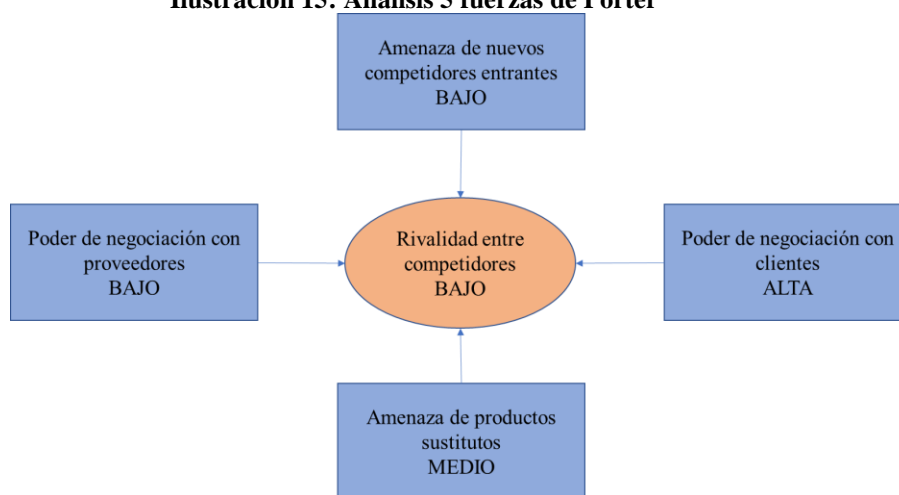 Ilustración 15: Análisis 5 fuerzas de Porter
Amenaza de nuevos
competidores entrantes
BAJO
Poder de negociación con
proveedores
BAJO
Rivalidad entre
competidores
BAJO
Poder de negociación con
clientes
ALTA
Amenaza de productos
sustitutos
MEDIO